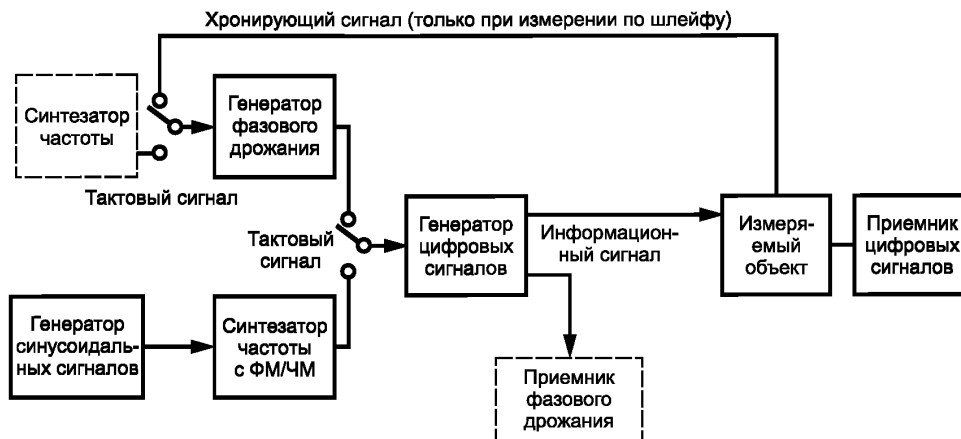 Хронирующий сигнал (только при измерении по шлейфу)
Синтезатор
частоты
Генератор
фазового
дрожания
Тактовый сигнал
Тактовый
сигнал
Генератор
цифровых
сигналов
Информацион-
ный сигнал
Измеря-
емый
объект
Приемник
цифровых
сигналов
Генератор
синусоидаль-
ных сигналов
Синтезатор
частоты
с ФМ/ЧМ
Приемник
фазового
дрожания